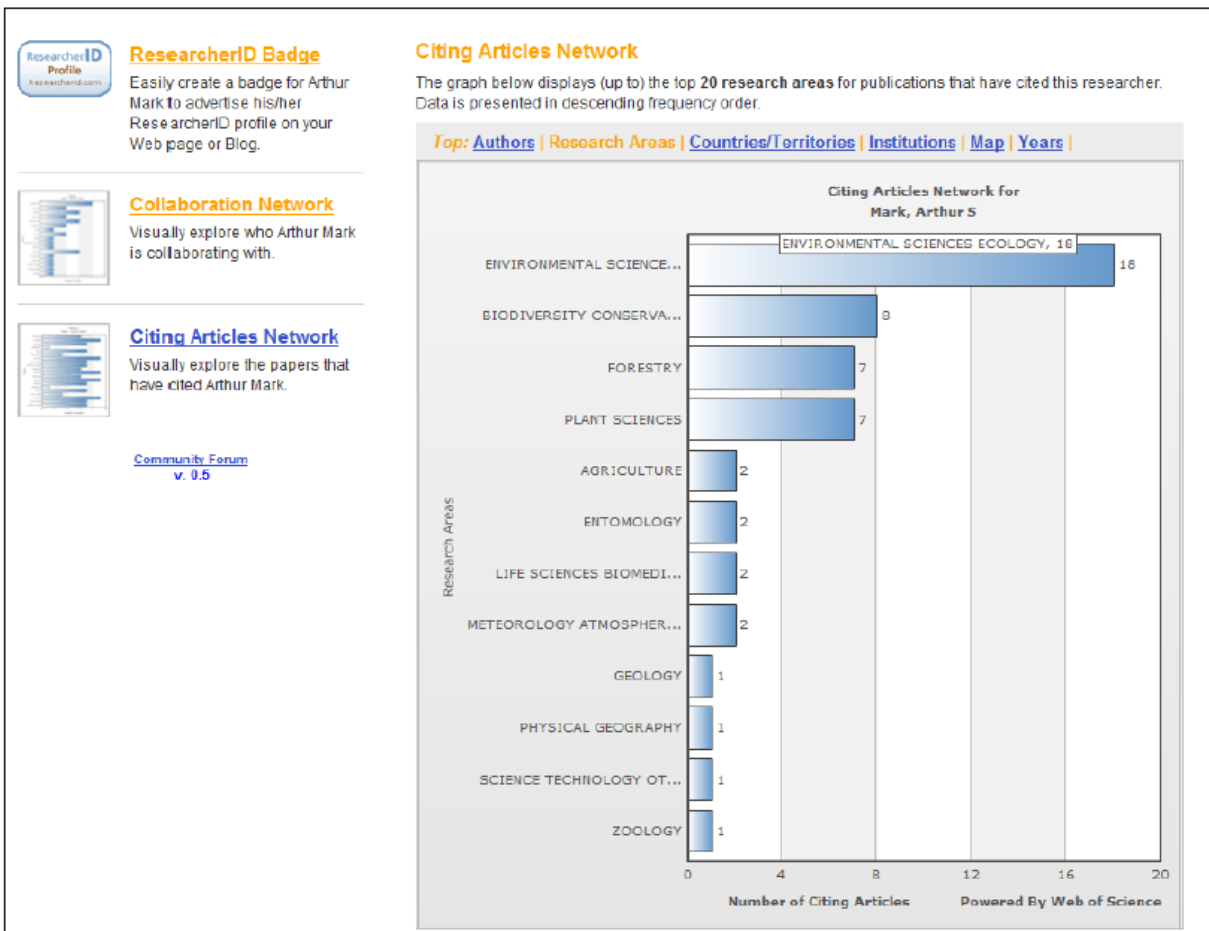 ResearcherID
Profile
Researcherid.com
ResearcherID Badge
Easily create a badge for Arthur
Mark to advertise his/her
ResearcherID profile on your
Web page or Blog.
Collaboration Network
Visually explore who Arthur Mark
is collaborating with.
Citing Articles Network
Visually explore the papers that
have cited Arthur Mark.
Community Forum
v. 0.5
Citing Articles Network
The graph below displays (up to) the top 20 research areas for publications that have cited this researcher.
Data is presented in descending frequency order.
Top: Authors | Research Areas | Countries/Territories | Institutions | Map | Years |
Citing Articles Network for
Mark, Arthur S
ENVIRONMENTAL SCIENCES ECOLOGY, 18
ENVIRONMENTAL SCIENCE... 18
BIODIVERSITY CONSERVA... 8
FORESTRY 7
PLANT SCIENCES 7
AGRICULTURE 2
ENTOMOLOGY 2
LIFE SCIENCES BIOMEDI... 2
METEOROLOGY ATMOSPHER... 2
GEOLOGY 1
PHYSICAL GEOGRAPHY 1
SCIENCE TECHNOLOGY OT... 1
ZOOLOGY 1
Research Areas
0 4 8 12 16 20
Number of Citing Articles Powered By Web of Science